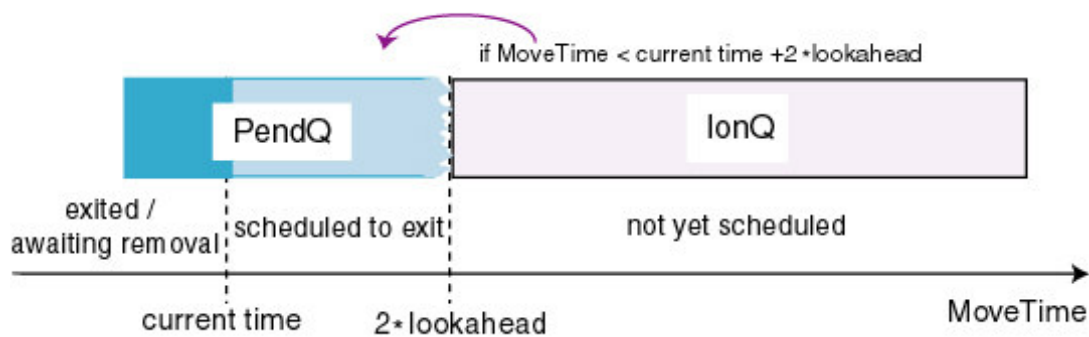 if MoveTime < current time +2*lookahead
PendQ
IonQ
exited /
awaiting removal
scheduled to exit
not yet scheduled
current time
2*lookahead
MoveTime